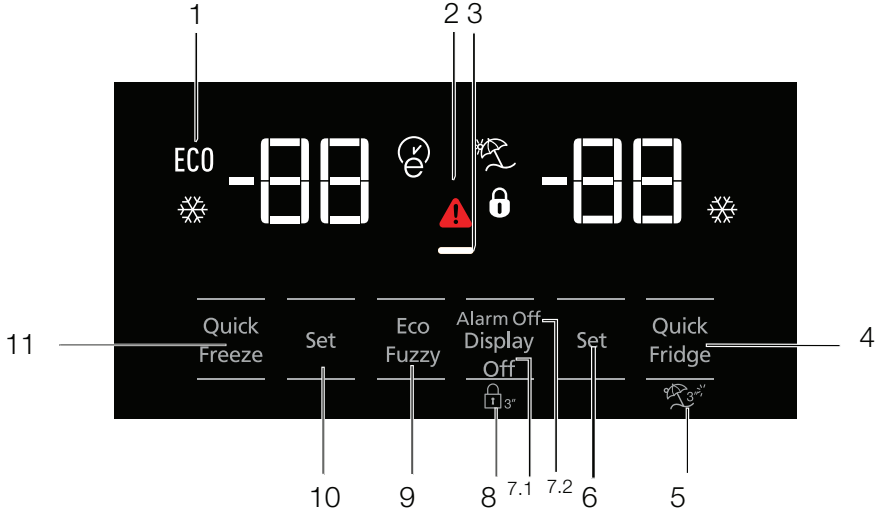 1
2 3
ECO -88 e -88
Quick
Freeze
Set
Eco
Fuzzy
Alarm Off
Display
Off
Set
Quick
Fridge
11
4
3"
3"
10
9
8
7.1
7.2
6
5